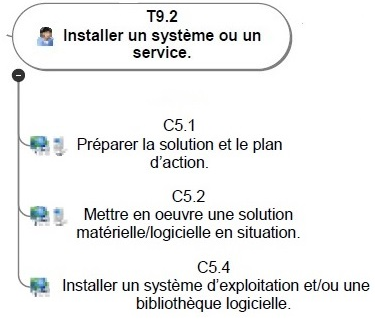 T9.2
Installer un système ou un
service.
C5.1
Préparer la solution et le plan
d'action.
C5.2
Mettre en oeuvre une solution
matérielle/logicielle en situation.
C5.4
Installer un système d'exploitation et/ou une
bibliothèque logicielle.